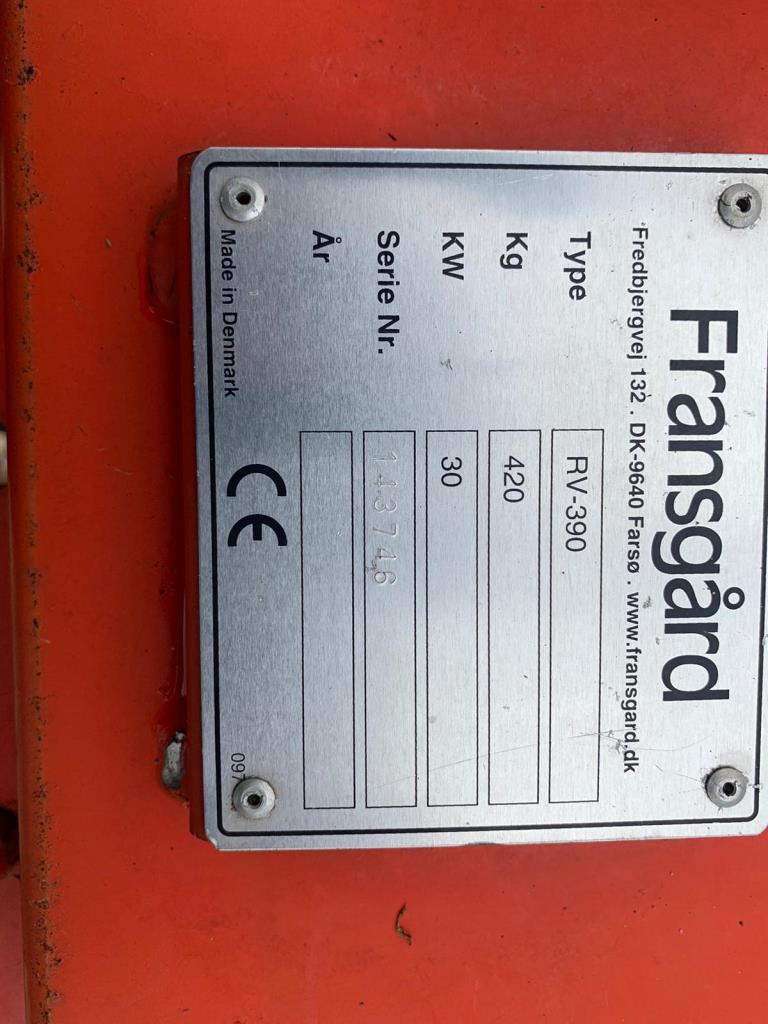 Fransgård
Fredbjergvej 132 . DK-9640 Farsø . www.fransgard.dk
Type RV-390
Kg 420
KW 30
Serie Nr. 143746
År
Made in Denmark
CE